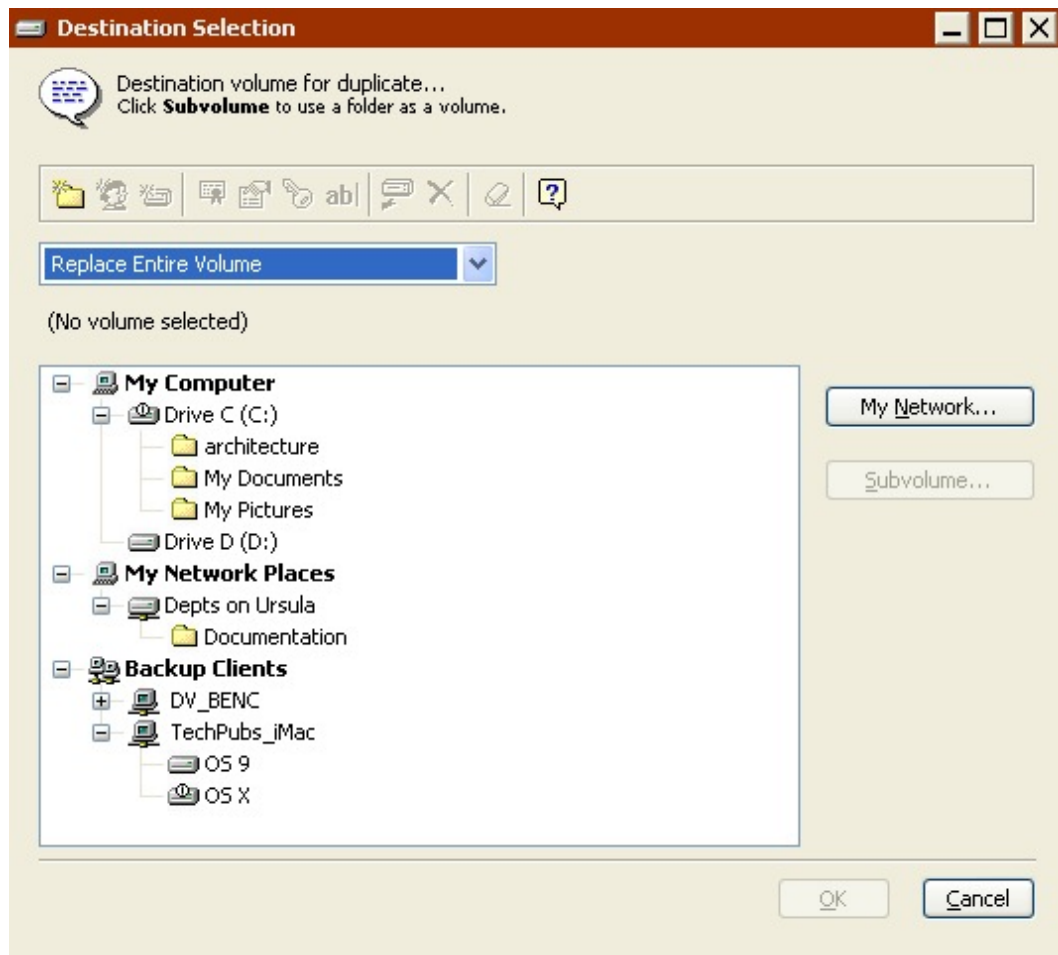 Destination Selection
Destination volume for duplicate...
Click Subvolume to use a folder as a volume.
ab|
Replace Entire Volume
(No volume selected)
My Computer
Drive C (C:)
architecture
My Documents
My Pictures
Drive D (D:)
My Network Places
Depts on Ursula
Documentation
Backup Clients
DV_BENC
TechPubs_iMac
OS 9
OS X
My Network...
Subvolume...
OK
Cancel